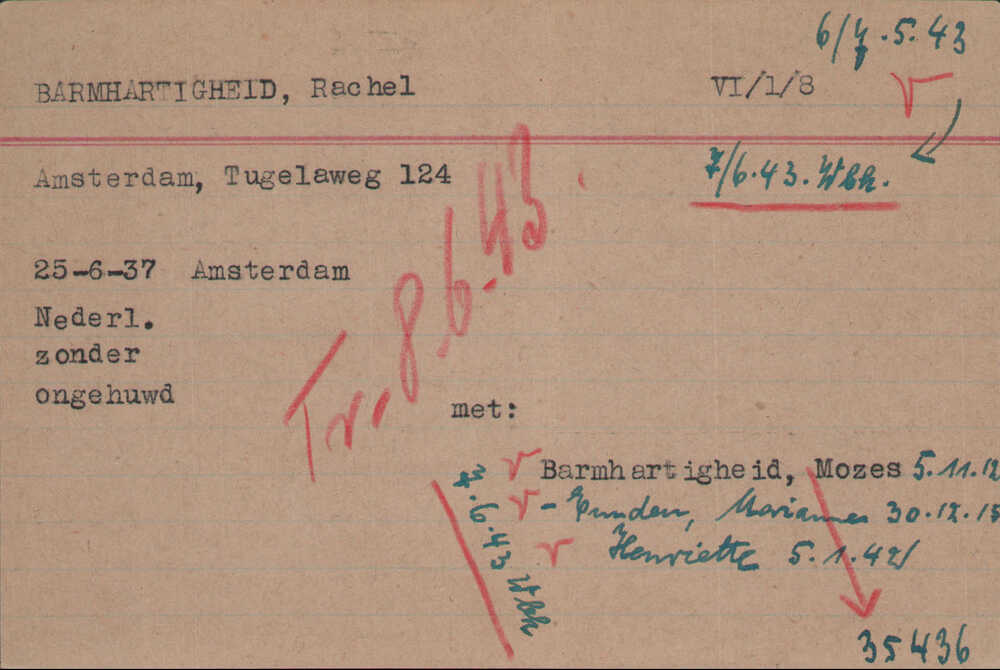 6/7.5.43
BARMHARTIGHEID, Rachel VI/1/8
Amsterdam, Tugelaweg 124 7/6.43.Wbk.
25-6-37 Amsterdam
Nederl.
zonder
ongehuwd
Tr. 8.6.43
met:
Barmhartigheid, Mozes 5.11.12
- Emden, Marianne 30.12.15
Henriette 5.1.42
7.6.43 Wbk
35436